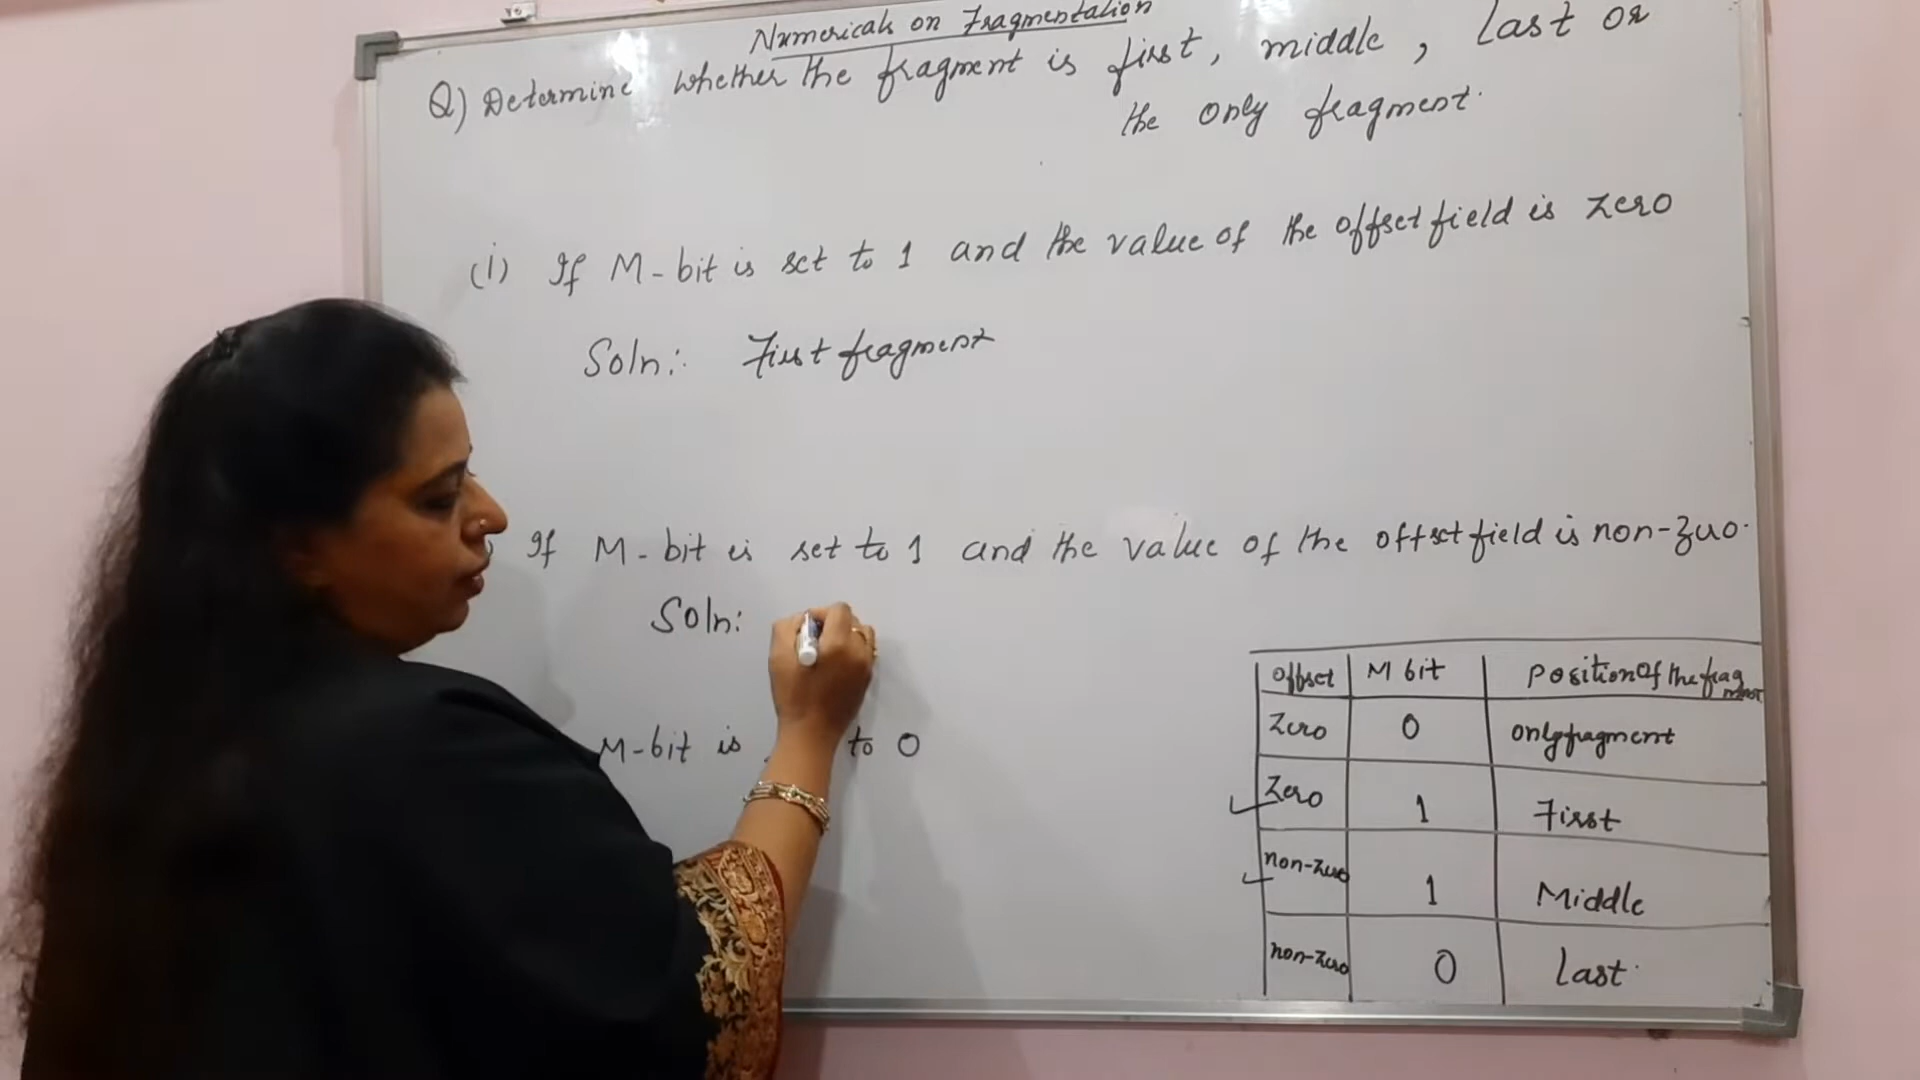 Numericals on Fragmentation
Q) Determine whether the fragment is first, middle, last or
the only fragment.
(i) If M-bit is set to 1 and the value of the offset field is zero
Soln: First fragment
If M-bit is set to 1 and the value of the offset field is non-zero.
Soln:
M-bit is to 0
offset M bit Position of the fragment
Zero 0 only fragment
Zero 1 First
non-zero 1 Middle
non-zero 0 Last.